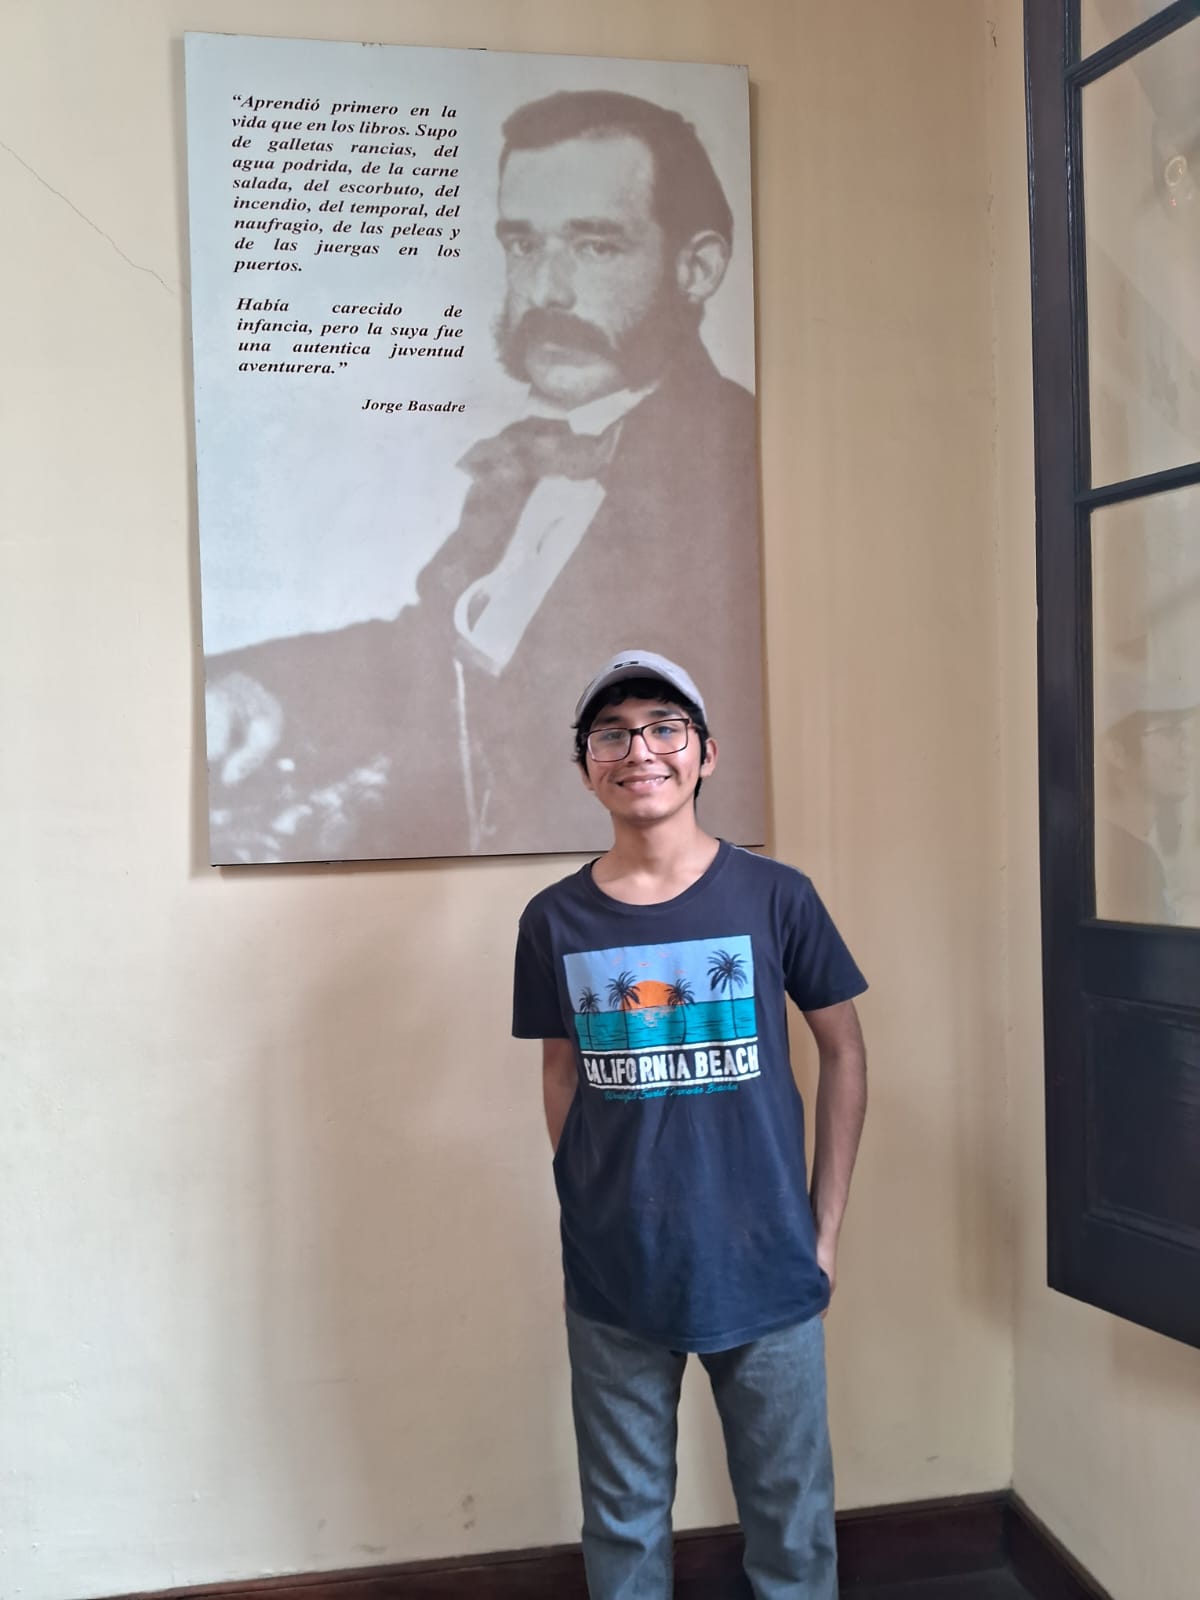 “Aprendió primero en la
vida que en los libros. Supo
de galletas rancias, del
agua podrida, de la carne
salada, del escorbuto, del
incendio, del temporal, del
naufragio, de las peleas y
de las juergas en los
puertos.
Había carecido de
infancia, pero la suya fue
una autentica juventud
aventurera.”
Jorge Basadre
CALIFORNIA BEACH
Sunset